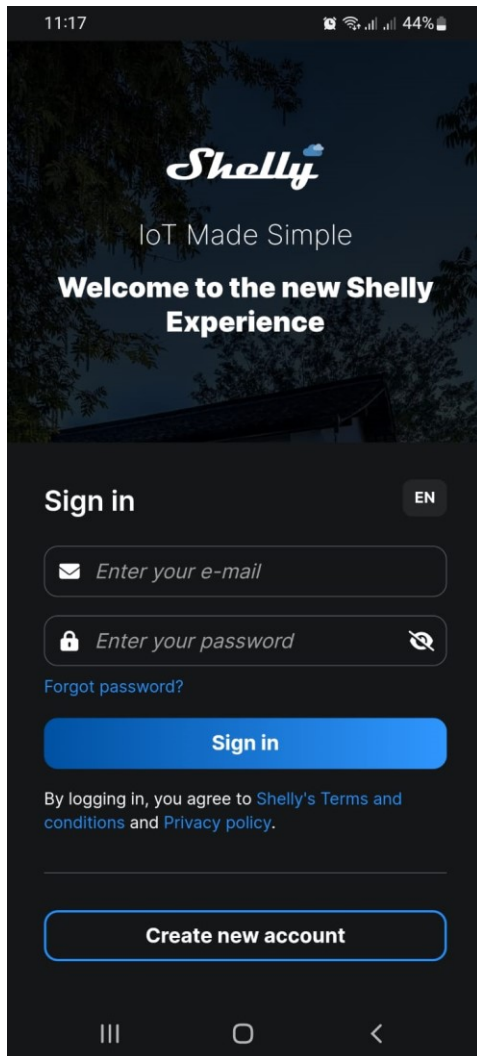 11:17
44%
Shelly
IoT Made Simple
Welcome to the new Shelly
Experience
Sign in
EN
Enter your e-mail
Enter your password
Forgot password?
Sign in
By logging in, you agree to Shelly's Terms and
conditions and Privacy policy.
Create new account